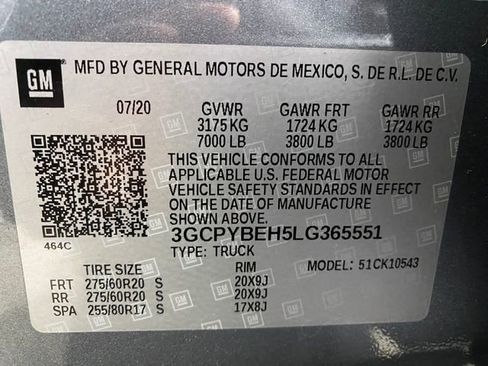 GM
MFD BY GENERAL MOTORS DE MEXICO, S. DE R.L. DE C.V.
07/20 GVWR GAWR FRT GAWR RR
3175 KG 1724 KG 1724 KG
7000 LB 3800 LB 3800 LB
THIS VEHICLE CONFORMS TO ALL
APPLICABLE U.S. FEDERAL MOTOR
VEHICLE SAFETY STANDARDS IN EFFECT
ON THE DATE OF MANUFACTURE
SHOWN ABOVE.
464C 3GCPYBEH5LG365551
TYPE: TRUCK MODEL: 51CK10543
TIRE SIZE RIM
FRT 275/60R20 S 20X9J
RR 275/60R20 S 20X9J
SPA 255/80R17 S 17X8J